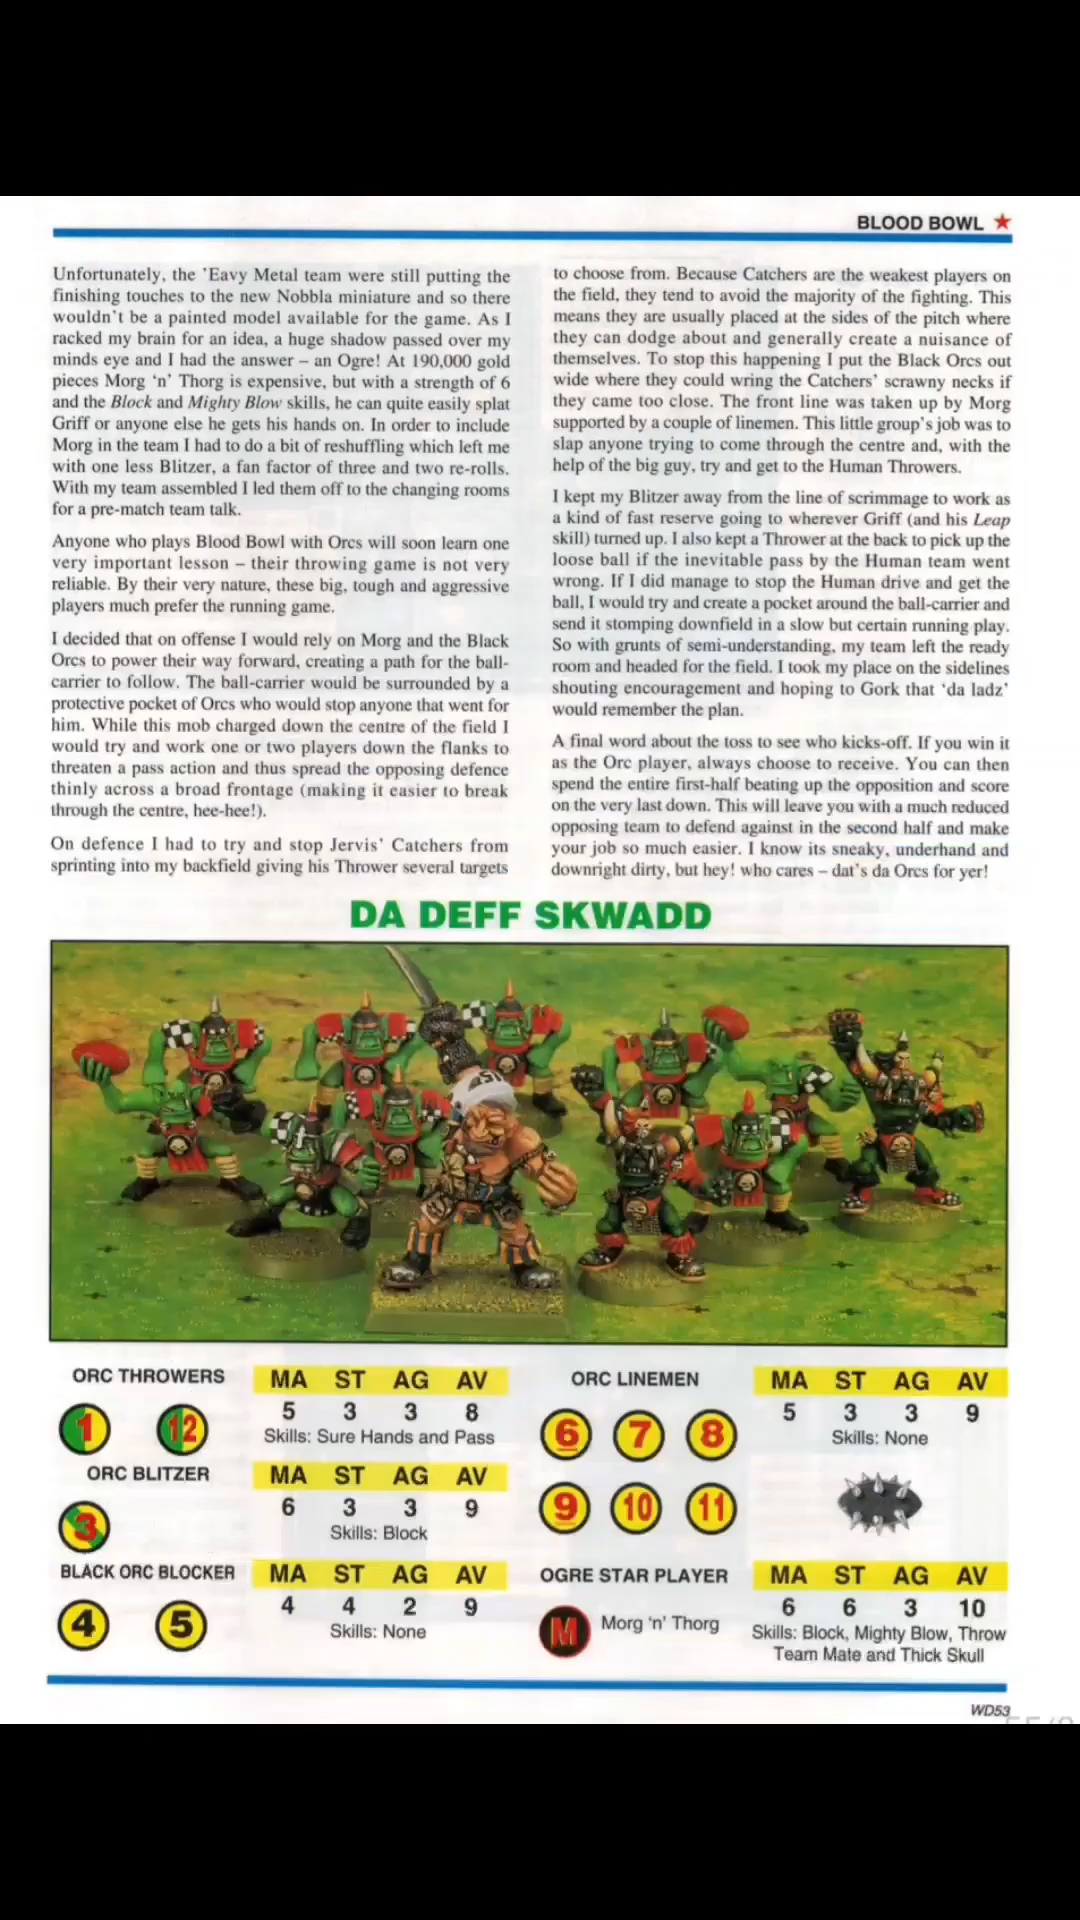 BLOOD BOWL
Unfortunately, the 'Eavy Metal team were still putting the
finishing touches to the new Nobbla miniature and so there
wouldn't be a painted model available for the game. As I
racked my brain for an idea, a huge shadow passed over my
minds eye and I had the answer – an Ogre! At 190,000 gold
pieces Morg 'n' Thorg is expensive, but with a strength of 6
and the Block and Mighty Blow skills, he can quite easily splat
Griff or anyone else he gets his hands on. In order to include
Morg in the team I had to do a bit of reshuffling which left me
with one less Blitzer, a fan factor of three and two re-rolls.
With my team assembled I led them off to the changing rooms
for a pre-match team talk.
Anyone who plays Blood Bowl with Orcs will soon learn one
very important lesson – their throwing game is not very
reliable. By their very nature, these big, tough and aggressive
players much prefer the running game.
I decided that on offense I would rely on Morg and the Black
Orcs to power their way forward, creating a path for the ball-
carrier to follow. The ball-carrier would be surrounded by a
protective pocket of Orcs who would stop anyone that went for
him. While this mob charged down the centre of the field I
would try and work one or two players down the flanks to
threaten a pass action and thus spread the opposing defence
thinly across a broad frontage (making it easier to break
through the centre, hee-hee!).
On defence I had to try and stop Jervis' Catchers from
sprinting into my backfield giving his Thrower several targets
to choose from. Because Catchers are the weakest players on
the field, they tend to avoid the majority of the fighting. This
means they are usually placed at the sides of the pitch where
they can dodge about and generally create a nuisance of
themselves. To stop this happening I put the Black Orcs out
wide where they could wring the Catchers' scrawny necks if
they came too close. The front line was taken up by Morg
supported by a couple of linemen. This little group's job was to
slap anyone trying to come through the centre and, with the
help of the big guy, try and get to the Human Throwers.
I kept my Blitzer away from the line of scrimmage to work as
a kind of fast reserve going to wherever Griff (and his Leap
skill) turned up. I also kept a Thrower at the back to pick up the
loose ball if the inevitable pass by the Human team went
wrong. If I did manage to stop the Human drive and get the
ball, I would try and create a pocket around the ball-carrier and
send it stomping downfield in a slow but certain running play.
So with grunts of semi-understanding, my team left the ready
room and headed for the field. I took my place on the sidelines
shouting encouragement and hoping to Gork that 'da ladz'
would remember the plan.
A final word about the toss to see who kicks-off. If you win it
as the Orc player, always choose to receive. You can then
spend the entire first-half beating up the opposition and score
on the very last down. This will leave you with a much reduced
opposing team to defend against in the second half and make
your job so much easier. I know its sneaky, underhand and
downright dirty, but hey! who cares – dat's da Orcs for yer!
DA DEFF SKWADD
ORC THROWERS MA ST AG AV
1 12 5 3 3 8
Skills: Sure Hands and Pass
ORC BLITZER MA ST AG AV
3 6 3 3 9
Skills: Block
BLACK ORC BLOCKER MA ST AG AV
4 5 4 4 2 9
Skills: None
ORC LINEMEN MA ST AG AV
6 7 8 5 3 3 9
Skills: None
9 10 11
OGRE STAR PLAYER MA ST AG AV
M Morg 'n' Thorg 6 6 3 10
Skills: Block, Mighty Blow, Throw
Team Mate and Thick Skull
WD53